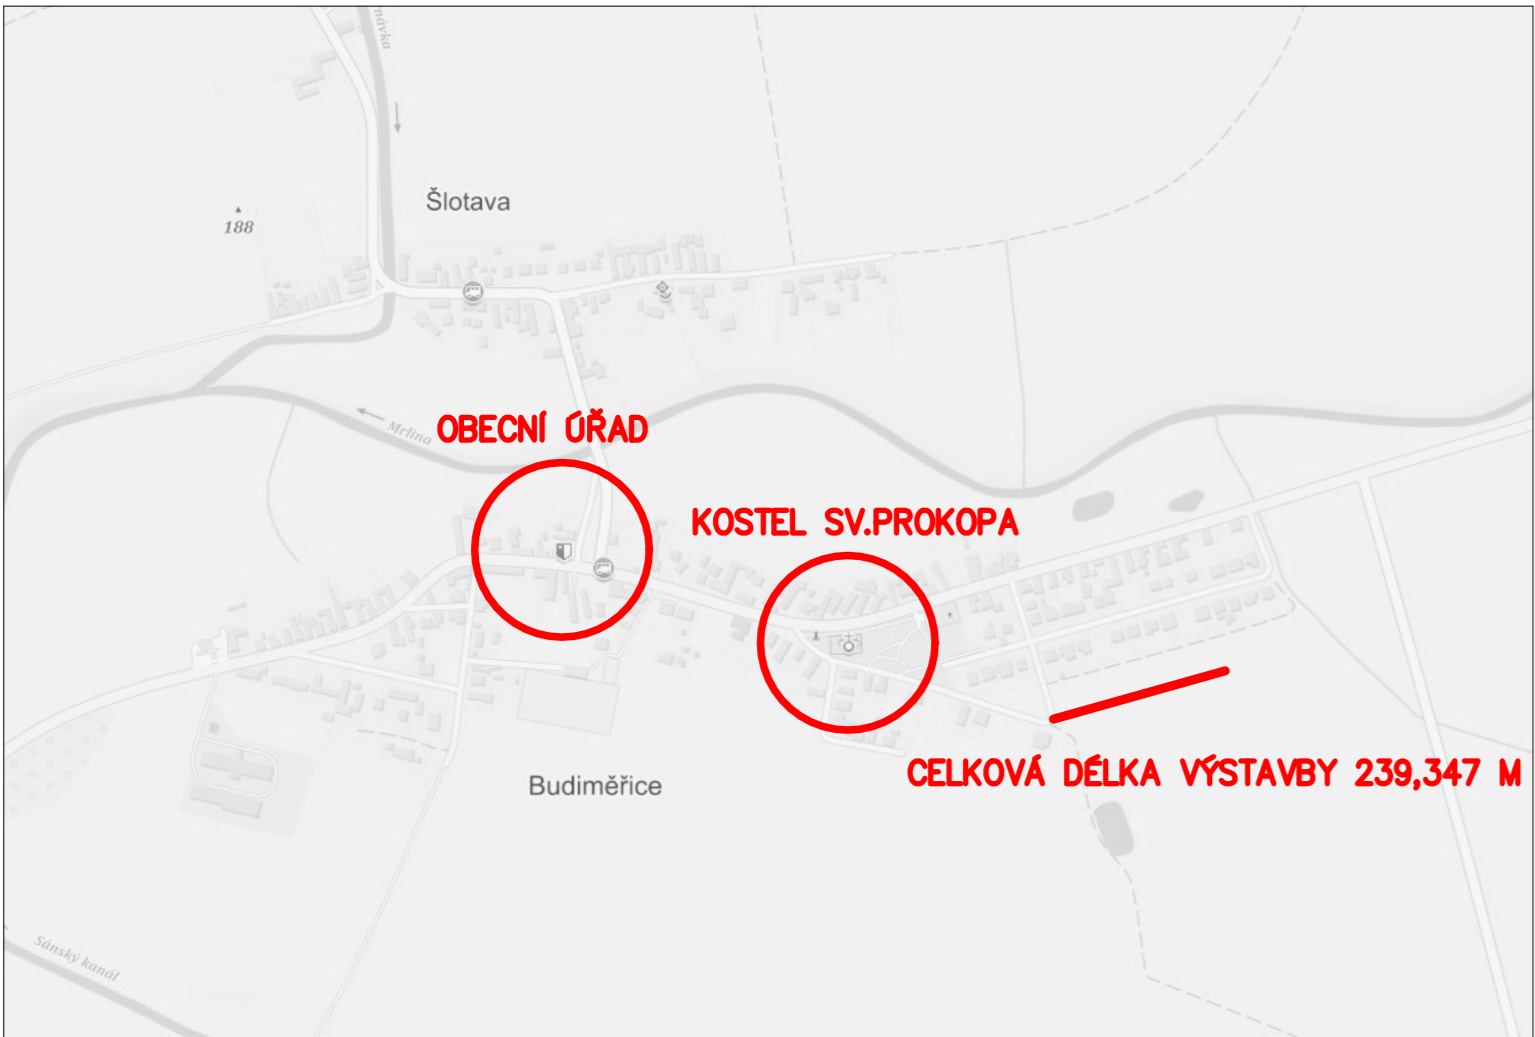 Šlotava
188
Mrlina
OBECNÍ ÚŘAD
KOSTEL SV.PROKOPA
CELKOVÁ DÉLKA VÝSTAVBY 239,347 M
Budiměřice
Sánský kanál